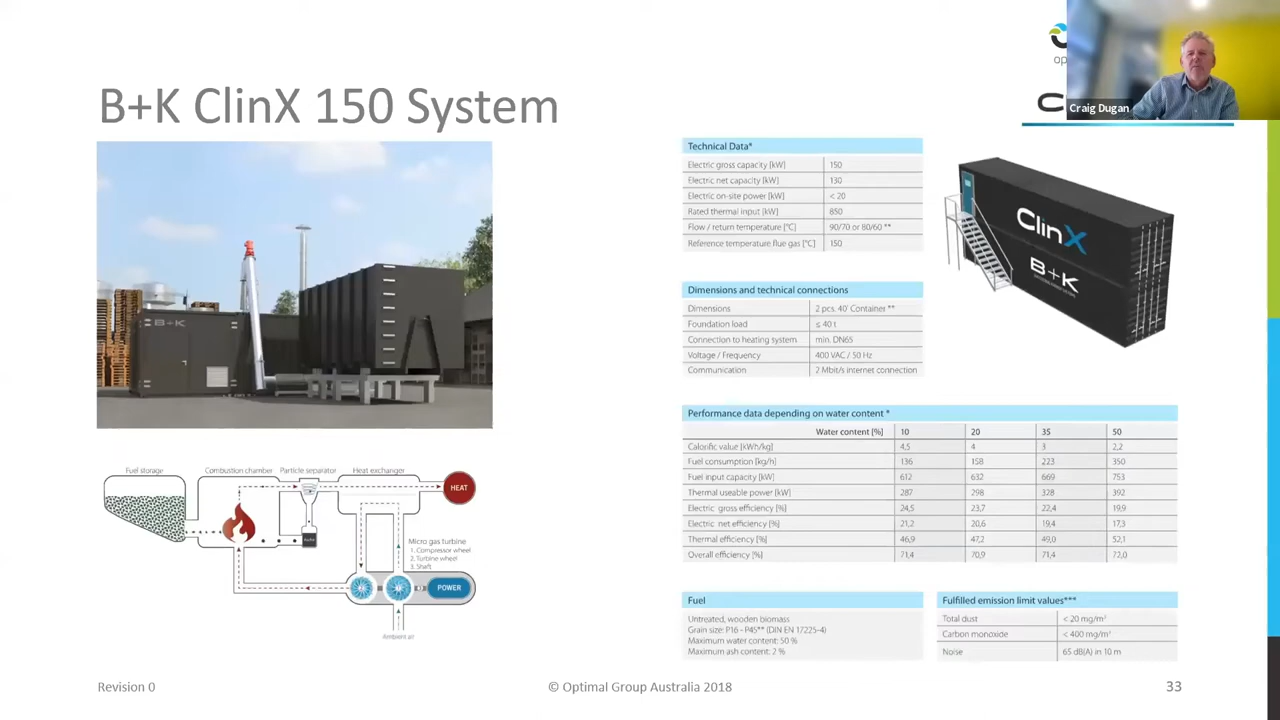 op
Craig Dugan
B+K ClinX 150 System
B+K
Technical Data*
Electric gross capacity [kW] 150
Electric net capacity [kW] 130
Electric on-site power [kW] < 20
Rated thermal input [kW] 850
Flow / return temperature [°C] 90/70 or 80/60 **
Reference temperature flue gas [°C] 150
ClinX
B+K
Dimensions and technical connections
Dimensions 2 pcs. 40' Container **
Foundation load ≤ 40 t
Connection to heating system min. DN65
Voltage / Frequency 400 VAC / 50 Hz
Communication 2 Mbit/s internet connection
Performance data depending on water content *
Water content [%] 10 20 35 50
Calorific value [kWh/kg] 4,5 4 3 2,2
Fuel consumption [kg/h] 136 158 223 350
Fuel input capacity [kW] 612 632 669 753
Thermal useable power [kW] 287 298 328 392
Electric gross efficiency [%] 24,5 23,7 22,4 19,9
Electric net efficiency [%] 21,2 20,6 19,4 17,3
Thermal efficiency [%] 46,9 47,2 49,0 52,1
Overall efficiency [%] 71,4 70,9 71,4 72,0
Fuel storage Combustion chamber Particle separator Heat exchanger
HEAT
Micro gas turbine
1. Compressor wheel
2. Turbine wheel
3. Shaft
POWER
Ambient air
Fuel
Untreated, wooden biomass
Grain size: P16 - P45** (DIN EN 17225-4)
Maximum water content: 50 %
Maximum ash content: 2 %
Fulfilled emission limit values***
Total dust < 20 mg/m³
Carbon monoxide < 400 mg/m³
Noise 65 dB(A) in 10 m
Revision 0
© Optimal Group Australia 2018
33